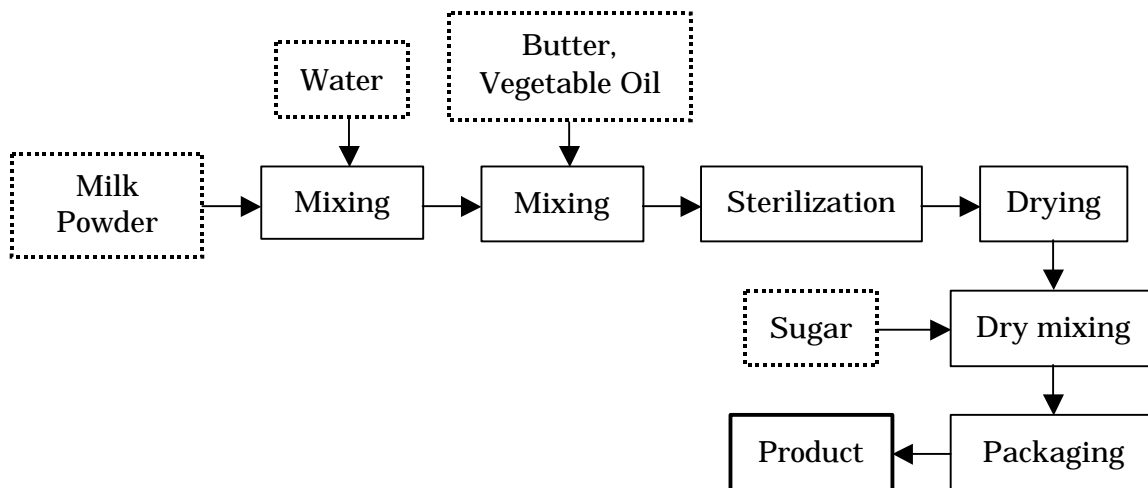 Butter,
Vegetable Oil
Water
Milk
Powder
Mixing
Mixing
Sterilization
Drying
Sugar
Dry mixing
Product
Packaging